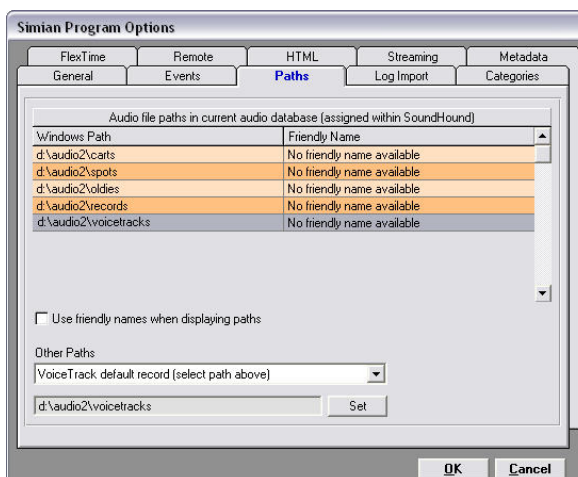 Simian Program Options
FlexTime Remote HTML Streaming Metadata
General Events Paths Log Import Categories
Audio file paths in current audio database (assigned within SoundHound)
Windows Path Friendly Name
d:\audio2\carts No friendly name available
d:\audio2\spots No friendly name available
d:\audio2\oldies No friendly name available
d:\audio2\records No friendly name available
d:\audio2\voicetracks No friendly name available
Use friendly names when displaying paths
Other Paths
VoiceTrack default record (select path above)
d:\audio2\voicetracks Set
OK Cancel